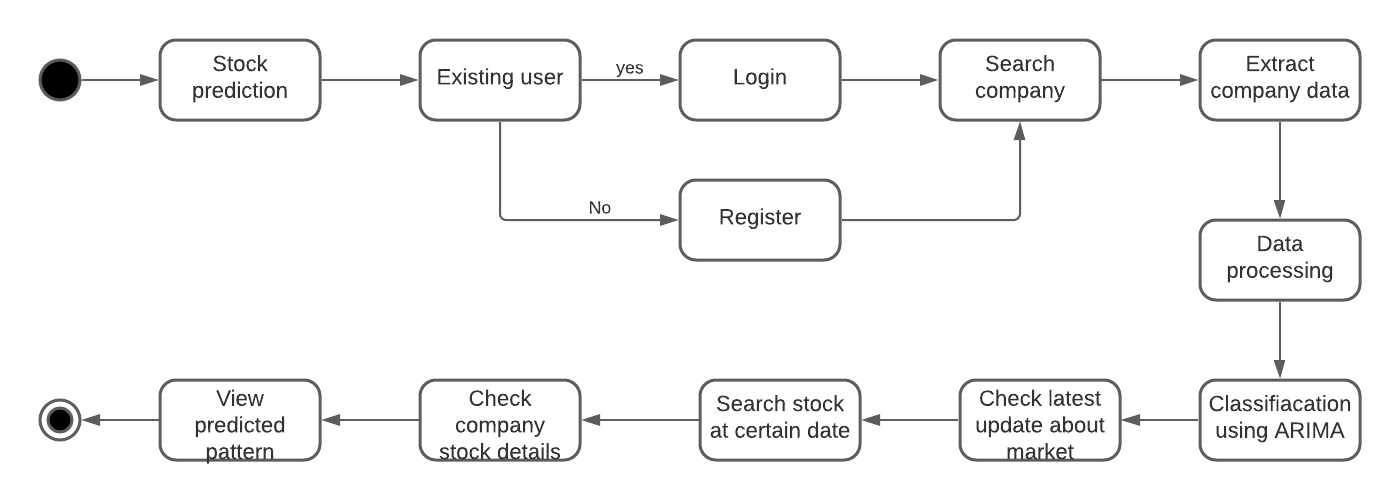 Stock
prediction
Existing user
yes
Login
Search
company
Extract
company data
No
Register
Data
processing
View
predicted
pattern
Check
company
stock details
Search stock
at certain date
Check latest
update about
market
Classifiacation
using ARIMA